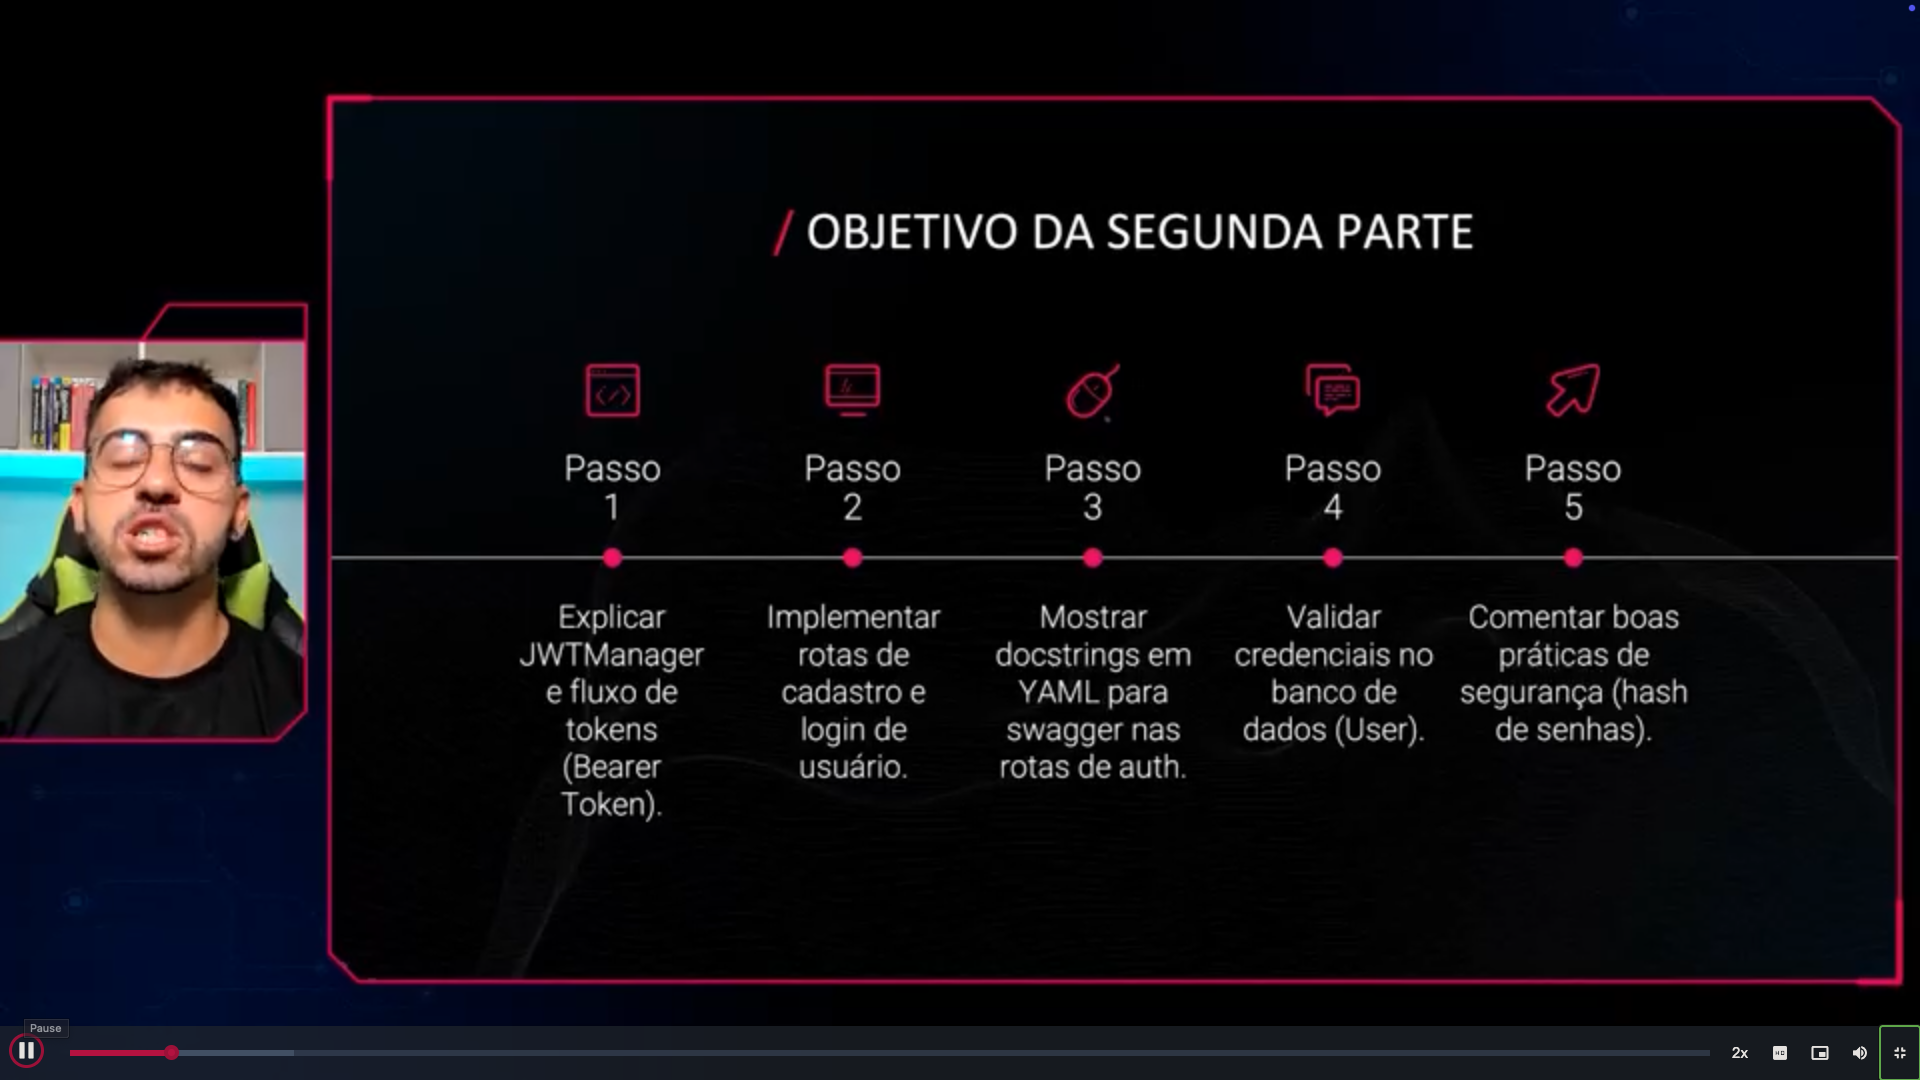 / OBJETIVO DA SEGUNDA PARTE
Passo
1
Explicar
JWTManager
e fluxo de
tokens
(Bearer
Token).
Passo
2
Implementar
rotas de
cadastro e
login de
usuário.
Passo
3
Mostrar
docstrings em
YAML para
swagger nas
rotas de auth.
Passo
4
Validar
credenciais no
banco de
dados (User).
Passo
5
Comentar boas
práticas de
segurança (hash
de senhas).
Pause
2x